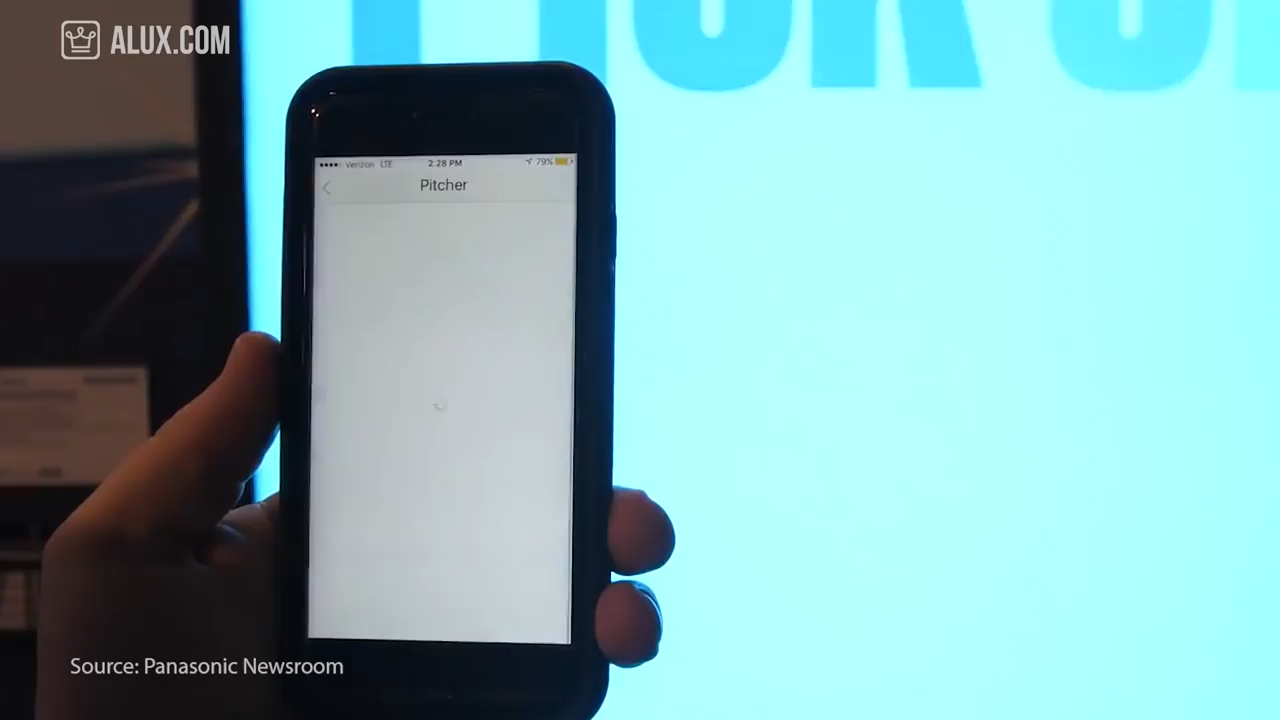 ALUX.COM
Verizon LTE
2:28 PM
79%
Pitcher
Source: Panasonic Newsroom